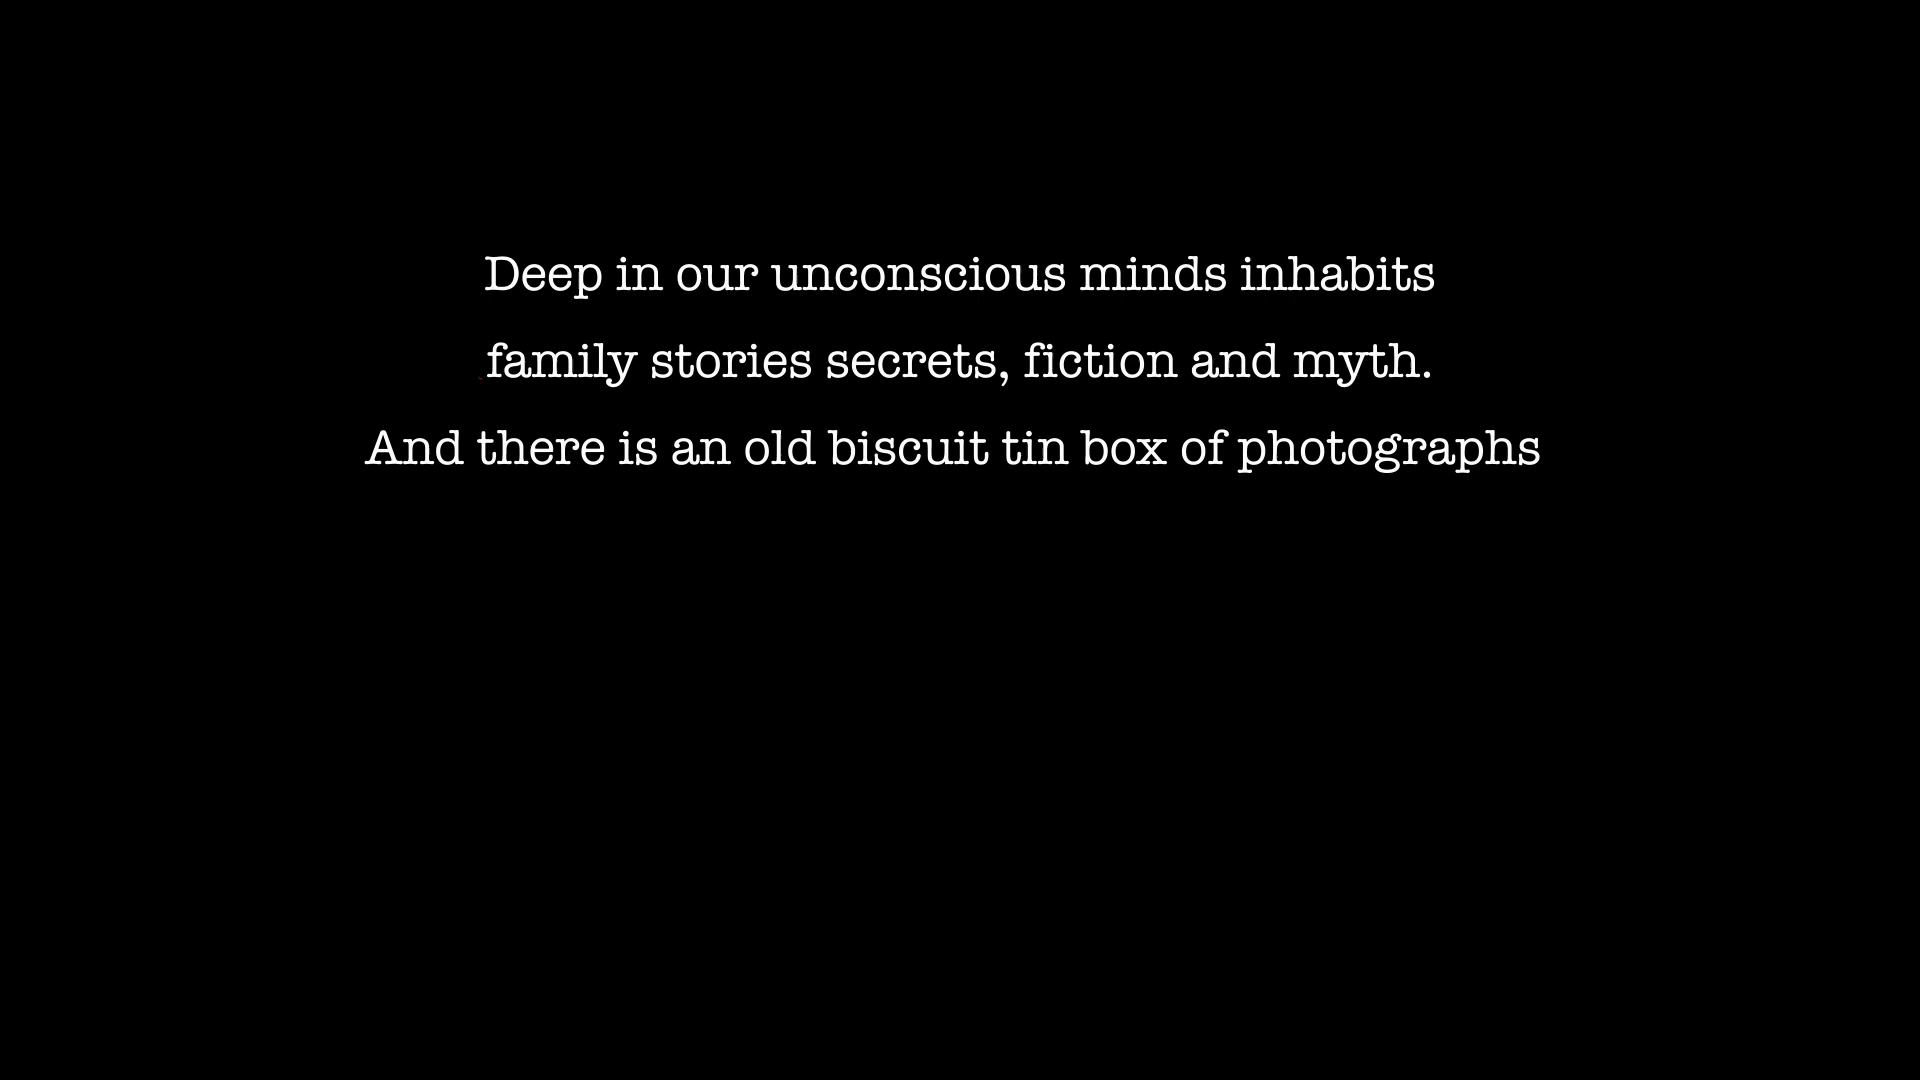 Deep in our unconscious minds inhabits
family stories secrets, fiction and myth.
And there is an old biscuit tin box of photographs